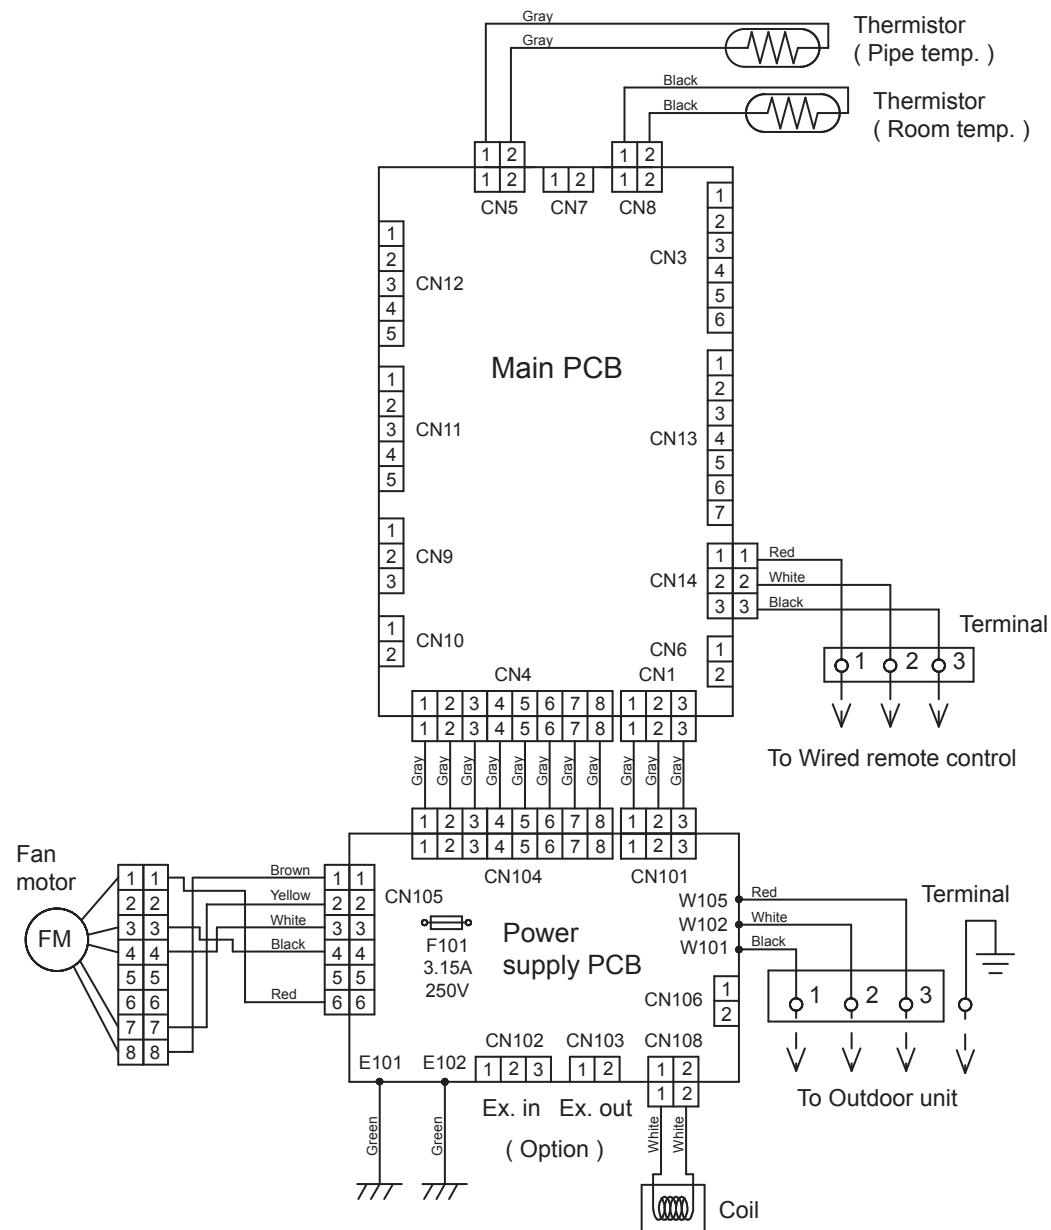 Gray
Thermistor
( Pipe temp. )
Gray
Black
Thermistor
( Room temp. )
Black
1 2
1 2
1 2
1 2
1 2
CN5
CN7
CN8
1
2
3
4
5
6
CN3
1
2
3
4
5
CN12
Main PCB
1
2
3
4
5
6
7
CN13
1
2
3
4
5
CN11
1
2
3
CN9
CN14
1 1
2 2
3 3
Red
White
Black
Terminal
1 2 3
To Wired remote control
1
2
CN10
CN6
1
2
CN4
CN1
1 2 3 4 5 6 7 8
1 2 3
1 2 3 4 5 6 7 8
1 2 3
Gray Gray Gray Gray Gray Gray Gray Gray
Gray Gray Gray
1 2 3 4 5 6 7 8
1 2 3
1 2 3 4 5 6 7 8
1 2 3
CN104
CN101
Fan
motor
FM
1 1
2 2
3 3
4 4
5 5
6 6
7 7
8 8
Brown
Yellow
White
Black
Red
1 1
2 2
3 3
4 4
5 5
6 6
CN105
F101
3.15A
250V
Power
supply PCB
W105
W102
W101
Red
White
Black
Terminal
1 2 3
To Outdoor unit
CN106
1
2
E101
E102
CN102
CN103
CN108
1 2 3
1 2
1 2
1 2
Ex. in
Ex. out
( Option )
Green
Green
White
White
Coil